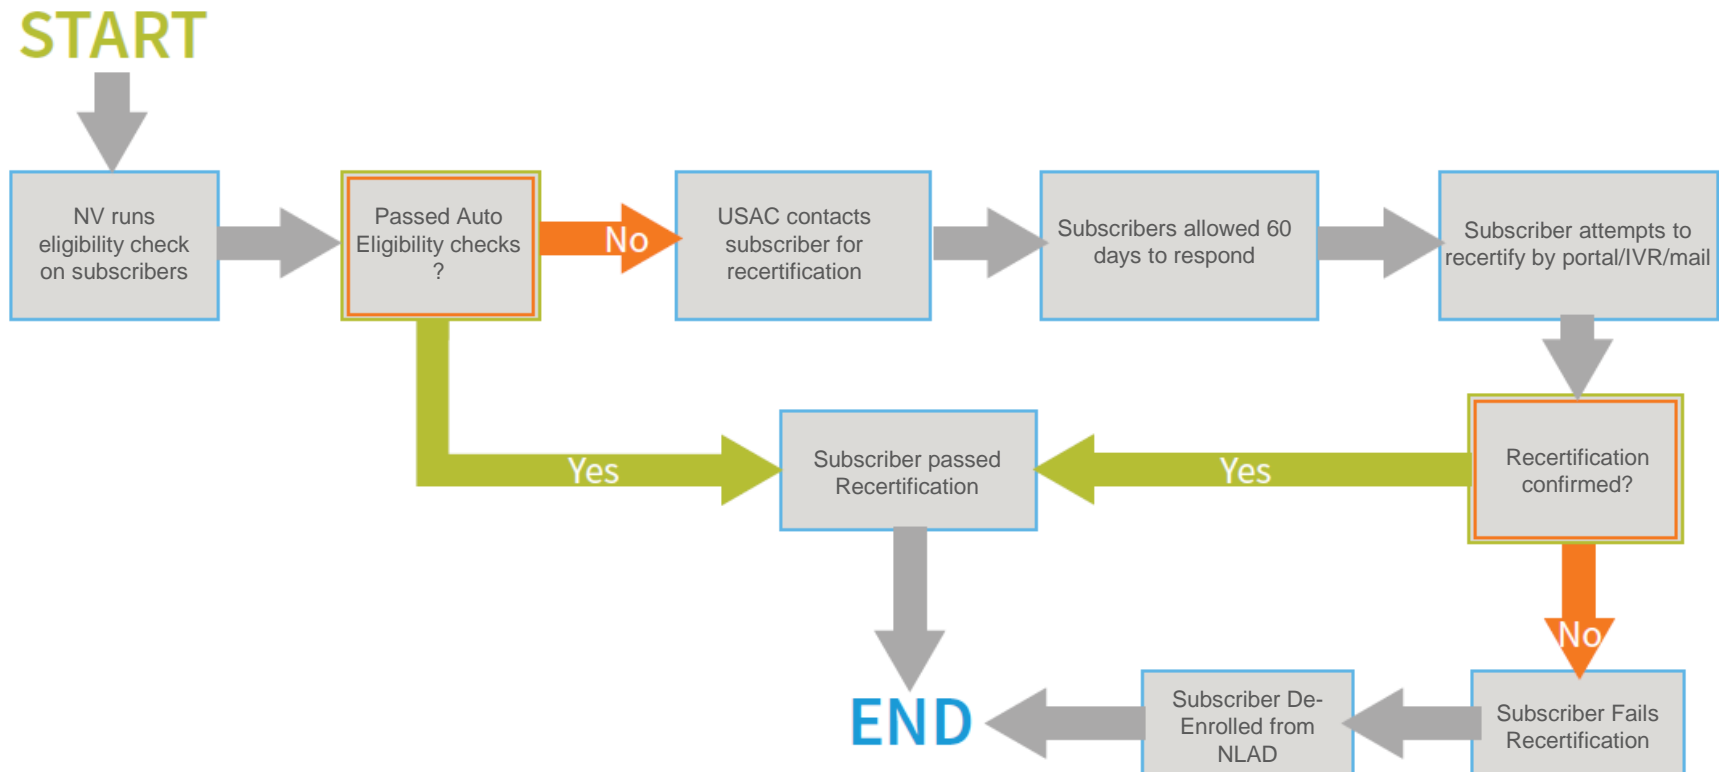 START
NV runs
eligibility check
on subscribers
Passed Auto
Eligibility checks
?
No
USAC contacts
subscriber for
recertification
Subscribers allowed 60
days to respond
Subscriber attempts to
recertify by portal/IVR/mail
Yes
Subscriber passed
Recertification
Yes
Recertification
confirmed?
No
END
Subscriber De-
Enrolled from
NLAD
Subscriber Fails
Recertification